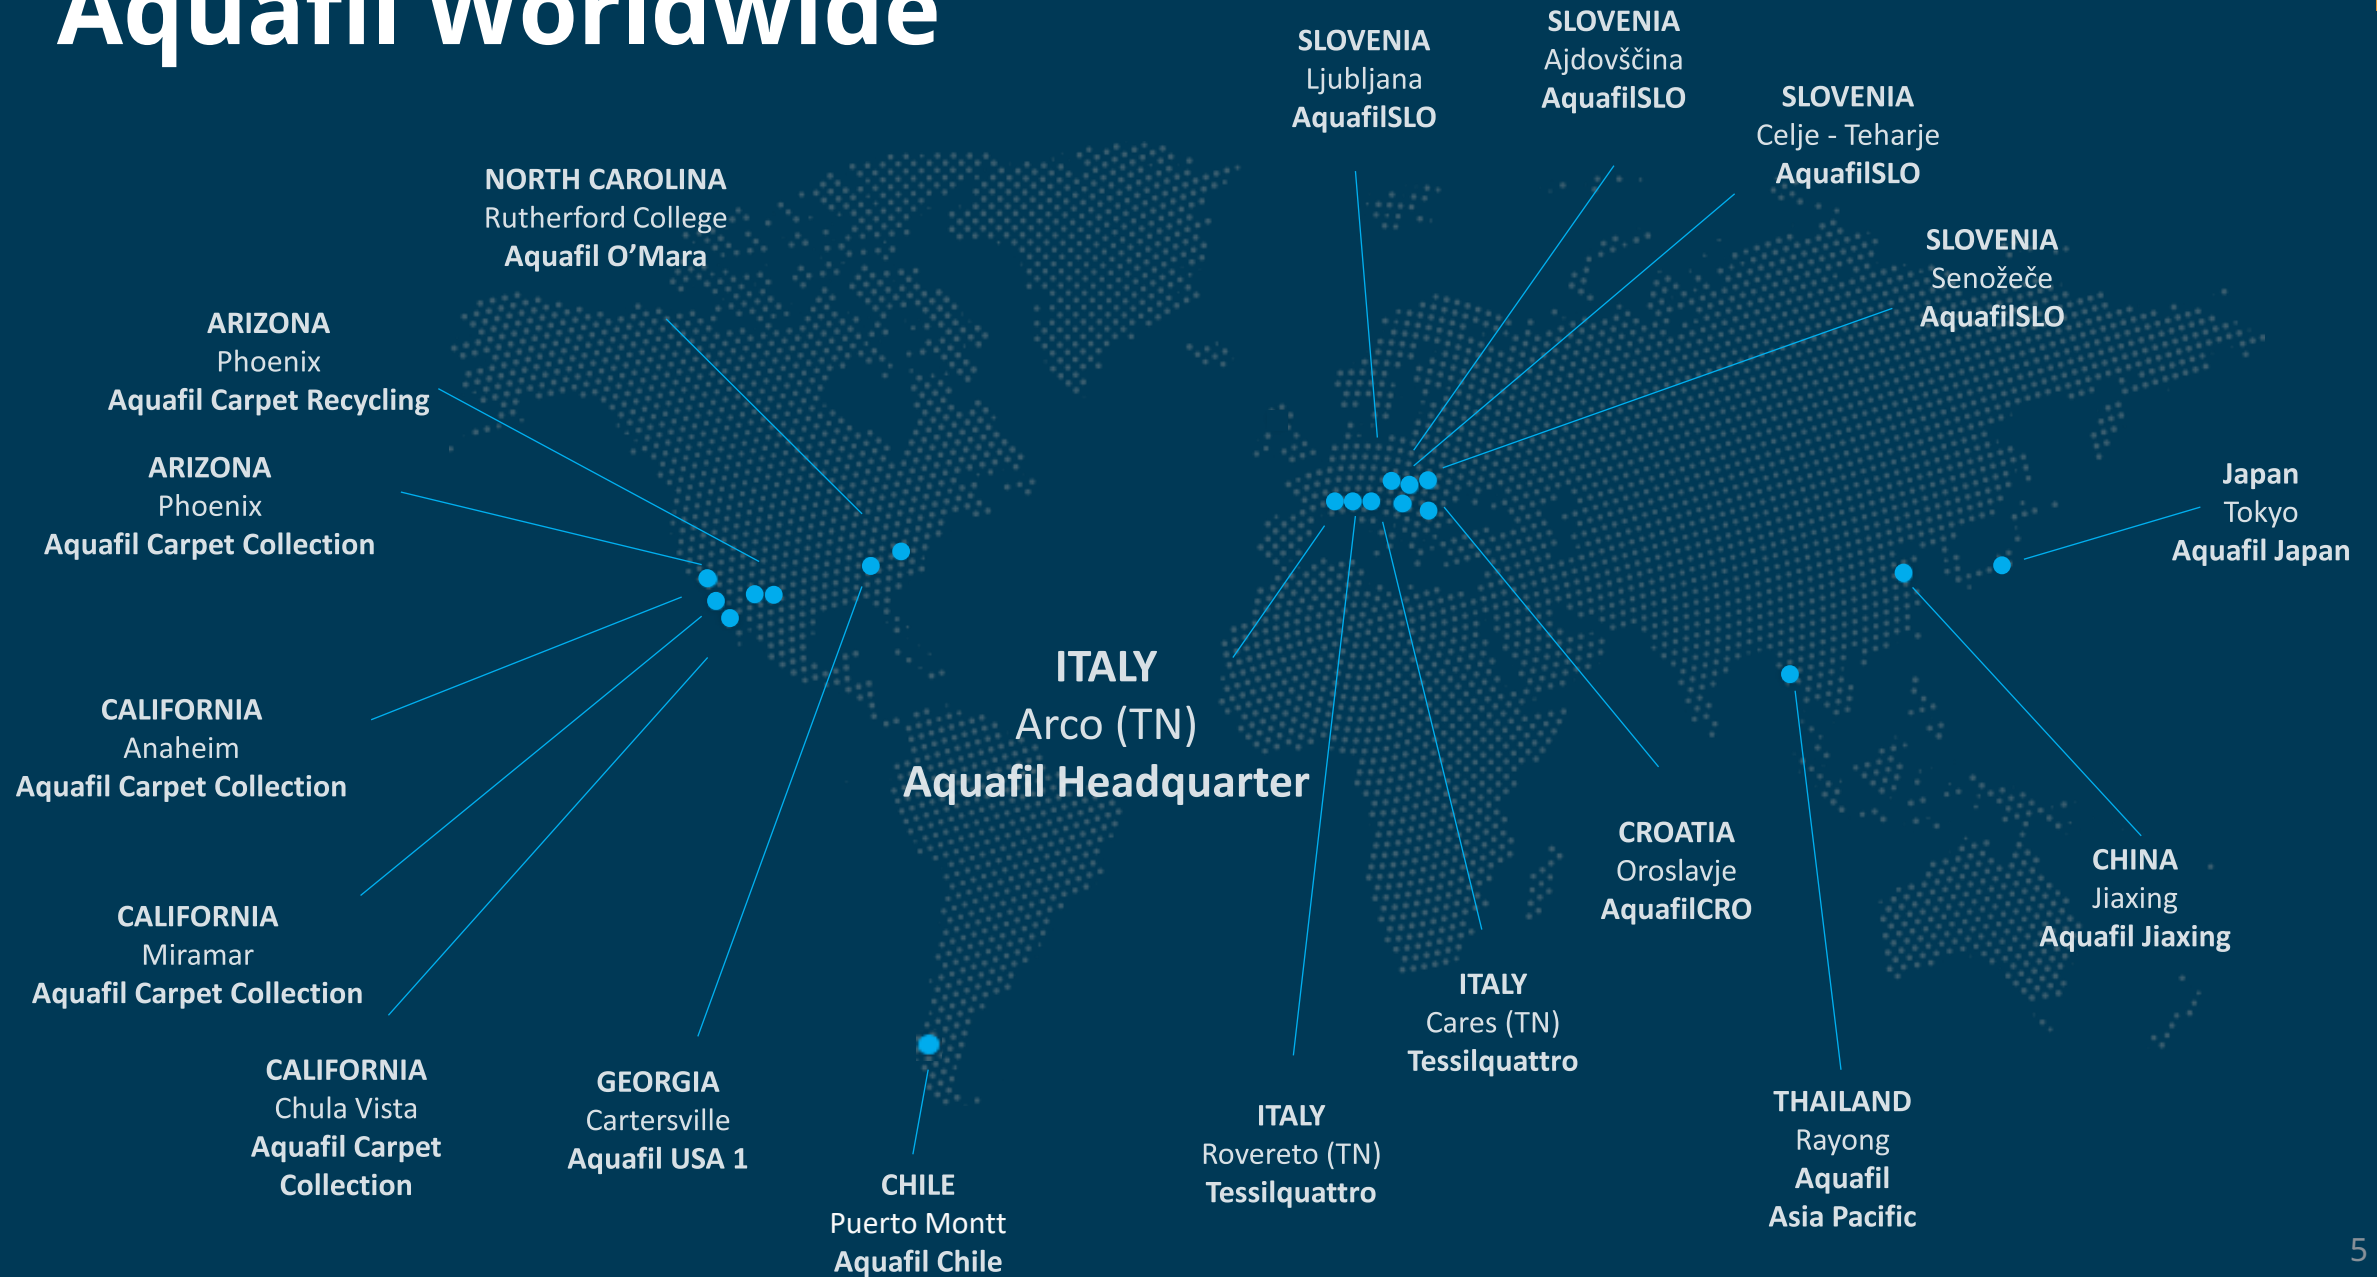 Aquafil Worldwide
SLOVENIA
Ljubljana
AquafilSLO
SLOVENIA
Ajdovščina
AquafilSLO
SLOVENIA
Celje - Teharje
AquafilSLO
SLOVENIA
Senožeče
AquafilSLO
NORTH CAROLINA
Rutherford College
Aquafil O’Mara
ARIZONA
Phoenix
Aquafil Carpet Recycling
ARIZONA
Phoenix
Aquafil Carpet Collection
Japan
Tokyo
Aquafil Japan
CALIFORNIA
Anaheim
Aquafil Carpet Collection
ITALY
Arco (TN)
Aquafil Headquarter
CALIFORNIA
Miramar
Aquafil Carpet Collection
CROATIA
Oroslavje
AquafilCRO
CHINA
Jiaxing
Aquafil Jiaxing
CALIFORNIA
Chula Vista
Aquafil Carpet
Collection
GEORGIA
Cartersville
Aquafil USA 1
CHILE
Puerto Montt
Aquafil Chile
ITALY
Rovereto (TN)
Tessilquattro
ITALY
Cares (TN)
Tessilquattro
THAILAND
Rayong
Aquafil
Asia Pacific
5